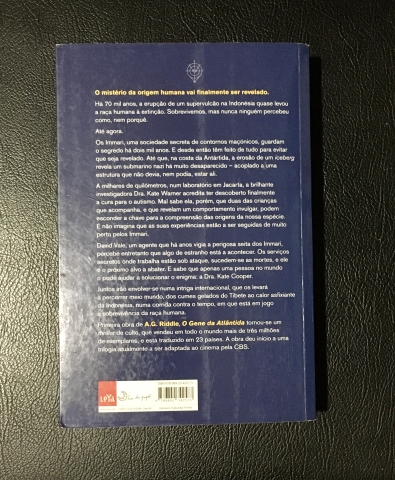 O mistério da origem humana vai finalmente ser revelado.
Há 70 mil anos, a erupção de um supervulcão na Indonésia quase levou
a raça humana à extinção. Sobrevivemos, mas nunca ninguém percebeu
como, nem porquê.
Até agora.
Os Immari, uma sociedade secreta de contornos maçónicos, guardam
o segredo há dois mil anos. E desde então têm feito de tudo para evitar
que seja revelado. Até que, na costa da Antártida, a erosão de um iceberg
revela um submarino nazi há muito desaparecido – acoplado a uma
estrutura que não devia, nem podia, estar ali.
A milhares de quilómetros, num laboratório em Jacarta, a brilhante
investigadora Dra. Kate Warner acredita ter descoberto finalmente
a cura para o autismo. Mal sabe ela, porém, que duas das crianças
que acompanha, e que revelam um comportamento invulgar, podem
esconder a chave para a compreensão das origens da nossa espécie.
E não imagina que as suas experiências estão a ser seguidas de muito
perto pelos Immari.
David Vale, um agente que há anos vigia a perigosa seita dos Immari,
percebe entretanto que algo de estranho está a acontecer. Os serviços
secretos onde trabalha estão sob ataque, sucedem-se as mortes, e ele
é o próximo alvo a abater. E sabe que apenas uma pessoa no mundo
o pode ajudar a solucionar o enigma: a Dra. Kate Cooper.
Juntos irão envolver-se numa intriga internacional, que os levará
a percorrer meio mundo, dos cumes gelados do Tibete ao calor asfixiante
da Indonésia, numa corrida contra o tempo, em que está em jogo
a sobrevivência da raça humana.
Primeira obra de A.G. Riddle, O Gene da Atlântida tornou-se um
thriller de culto, que vendeu em todo o mundo mais de três milhões
de exemplares, e está traduzido em 23 países. A obra deu início a uma
trilogia atualmente a ser adaptada ao cinema pela CBS.
LEYA